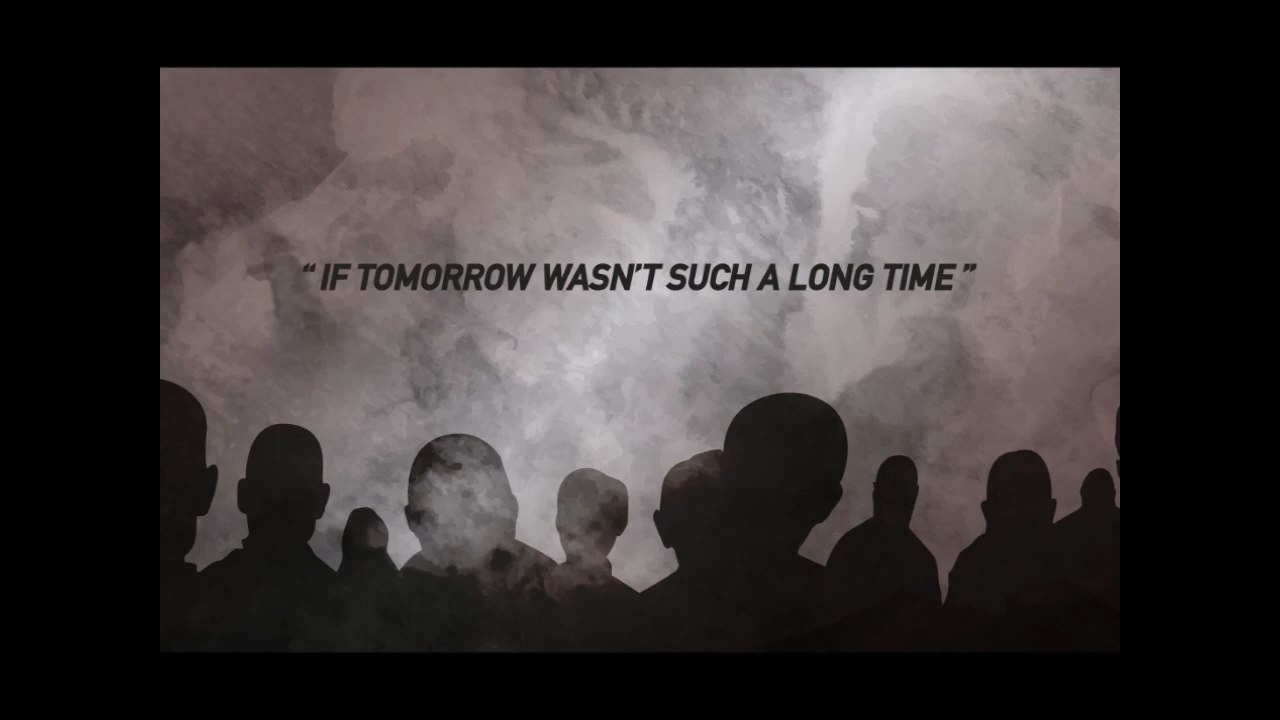 “ IF TOMORROW WASN’T SUCH A LONG TIME ”